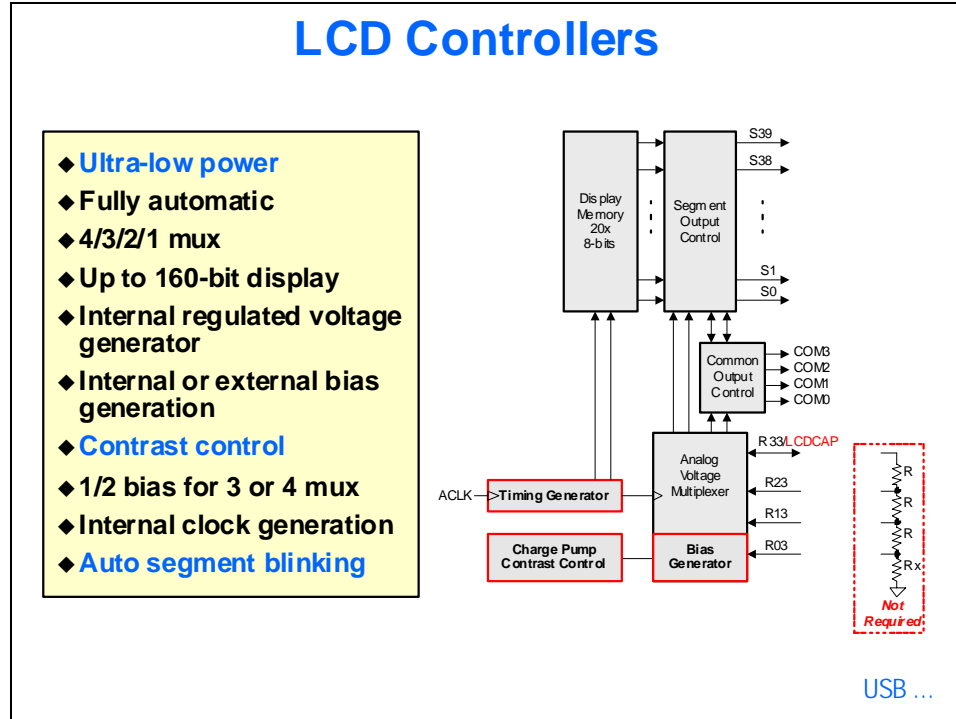 LCD Controllers
◆Ultra-low power
◆Fully automatic
◆4/3/2/1 mux
◆Up to 160-bit display
◆Internal regulated voltage
generator
◆Internal or external bias
generation
◆Contrast control
◆1/2 bias for 3 or 4 mux
◆Internal clock generation
◆Auto segment blinking
Display
Memory
20x
8-bits
Segment
Output
Control
S39
S38
S1
S0
Common
Output
Control
COM3
COM2
COM1
COM0
Analog
Voltage
Multiplexer
R33/LCDCAP
R23
R13
R03
ACLK
Timing Generator
Charge Pump
Contrast Control
Bias
Generator
R
R
R
Rx
Not
Required
USB ...